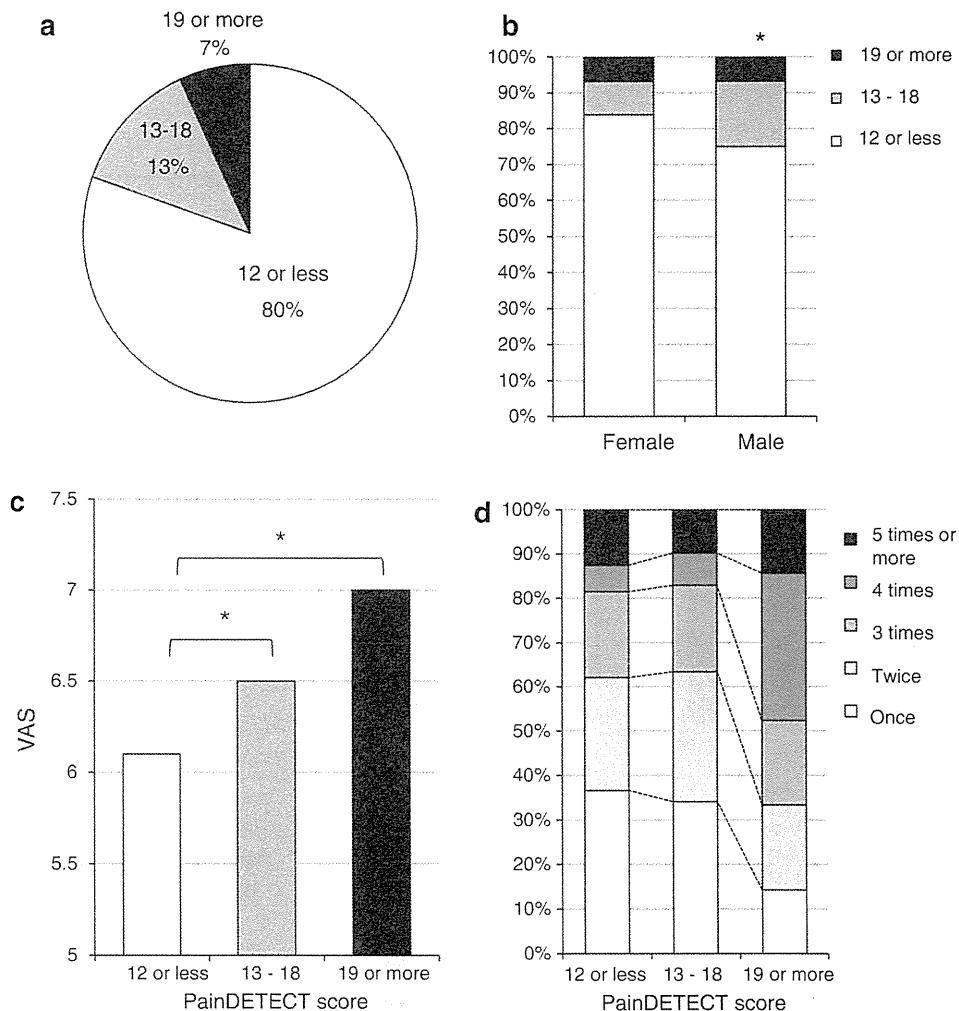 a
19 or more
7%
13-18
13%
12 or less
80%
b
*
100%
90%
80%
70%
60%
50%
40%
30%
20%
10%
0%
Female
Male
19 or more
13 - 18
12 or less
c
7.5
7
6.5
6
5.5
5
VAS
*
*
12 or less
13 - 18
19 or more
PainDETECT score
d
100%
90%
80%
70%
60%
50%
40%
30%
20%
10%
0%
12 or less
13 - 18
19 or more
PainDETECT score
5 times or
more
4 times
3 times
Twice
Once